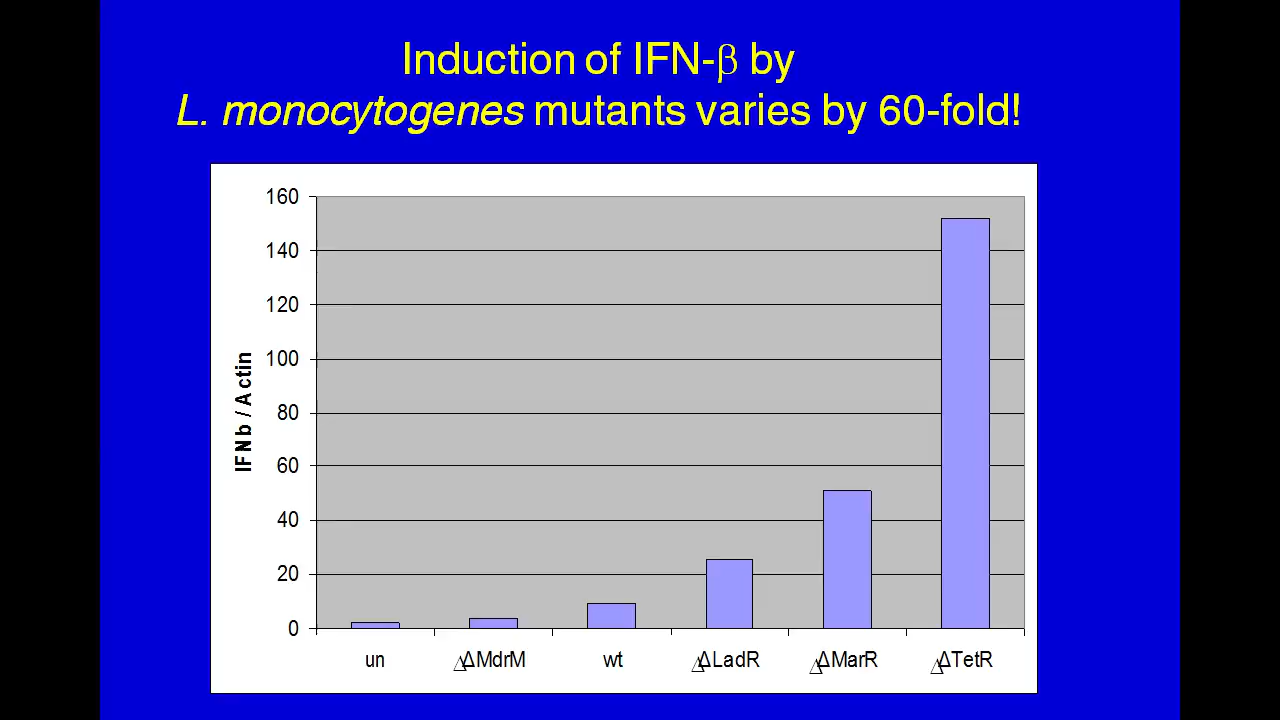 Induction of IFN-β by
L. monocytogenes mutants varies by 60-fold!
160
140
120
100
80
60
40
20
0
IFNb / Actin
un △ΔMdrM wt △ΔLadR △ΔMarR △ΔTetR